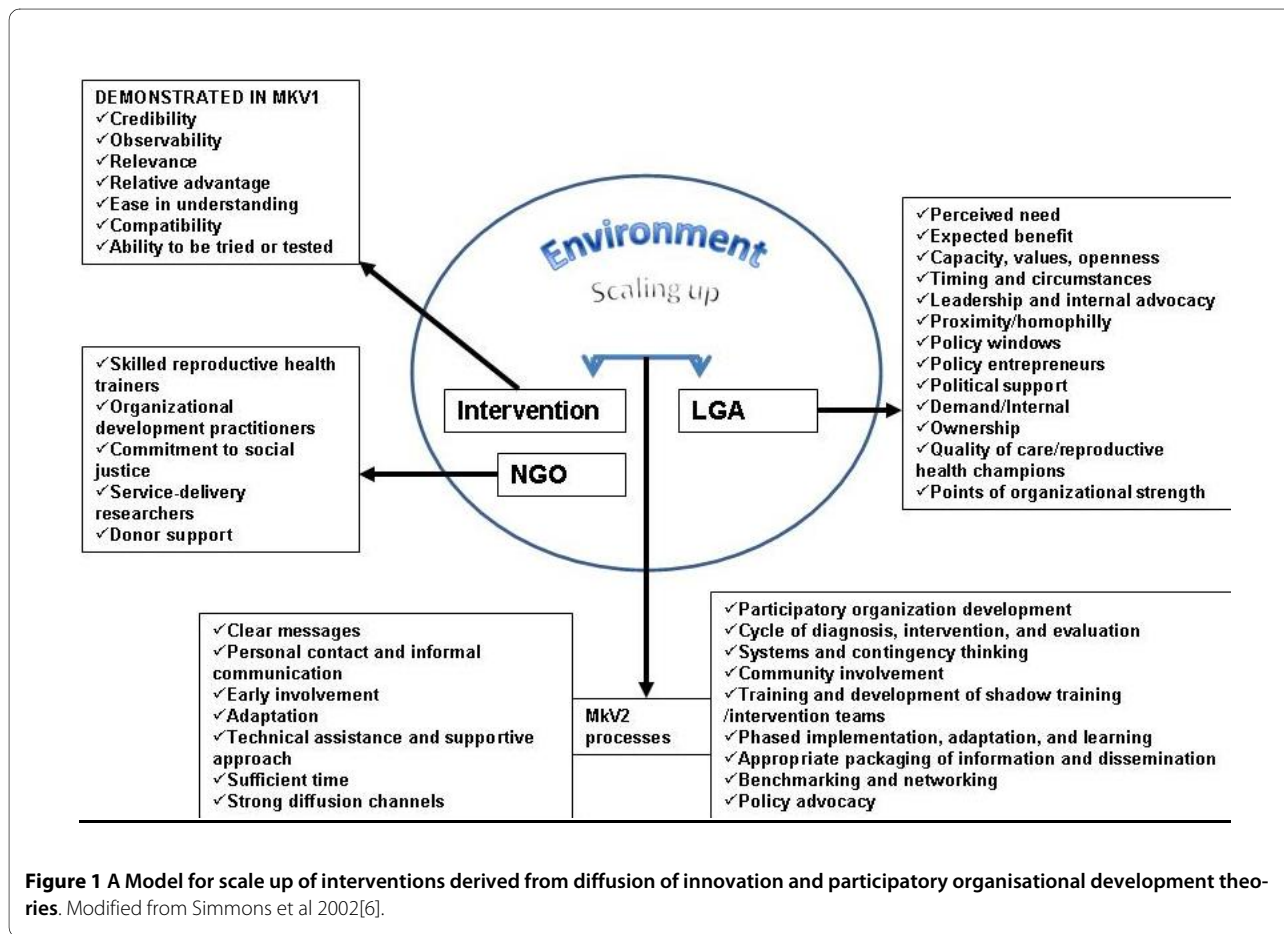 DEMONSTRATED IN MKV1
✓Credibility
✓Observability
✓Relevance
✓Relative advantage
✓Ease in understanding
✓Compatibility
✓Ability to be tried or tested
✓Skilled reproductive health
trainers
✓Organizational
development practitioners
✓Commitment to social
justice
✓Service-delivery
researchers
✓Donor support
Environment
Scaling up
Intervention
LGA
NGO
✓Perceived need
✓Expected benefit
✓Capacity, values, openness
✓Timing and circumstances
✓Leadership and internal advocacy
✓Proximity/homophilly
✓Policy windows
✓Policy entrepreneurs
✓Political support
✓Demand/Internal
✓Ownership
✓Quality of care/reproductive
health champions
✓Points of organizational strength
✓Clear messages
✓Personal contact and informal
communication
✓Early involvement
✓Adaptation
✓Technical assistance and supportive
approach
✓Sufficient time
✓Strong diffusion channels
MkV2
processes
✓Participatory organization development
✓Cycle of diagnosis, intervention, and evaluation
✓Systems and contingency thinking
✓Community involvement
✓Training and development of shadow training
/intervention teams
✓Phased implementation, adaptation, and learning
✓Appropriate packaging of information and dissemination
✓Benchmarking and networking
✓Policy advocacy
Figure 1 A Model for scale up of interventions derived from diffusion of innovation and participatory organisational development theo-
ries. Modified from Simmons et al 2002[6].